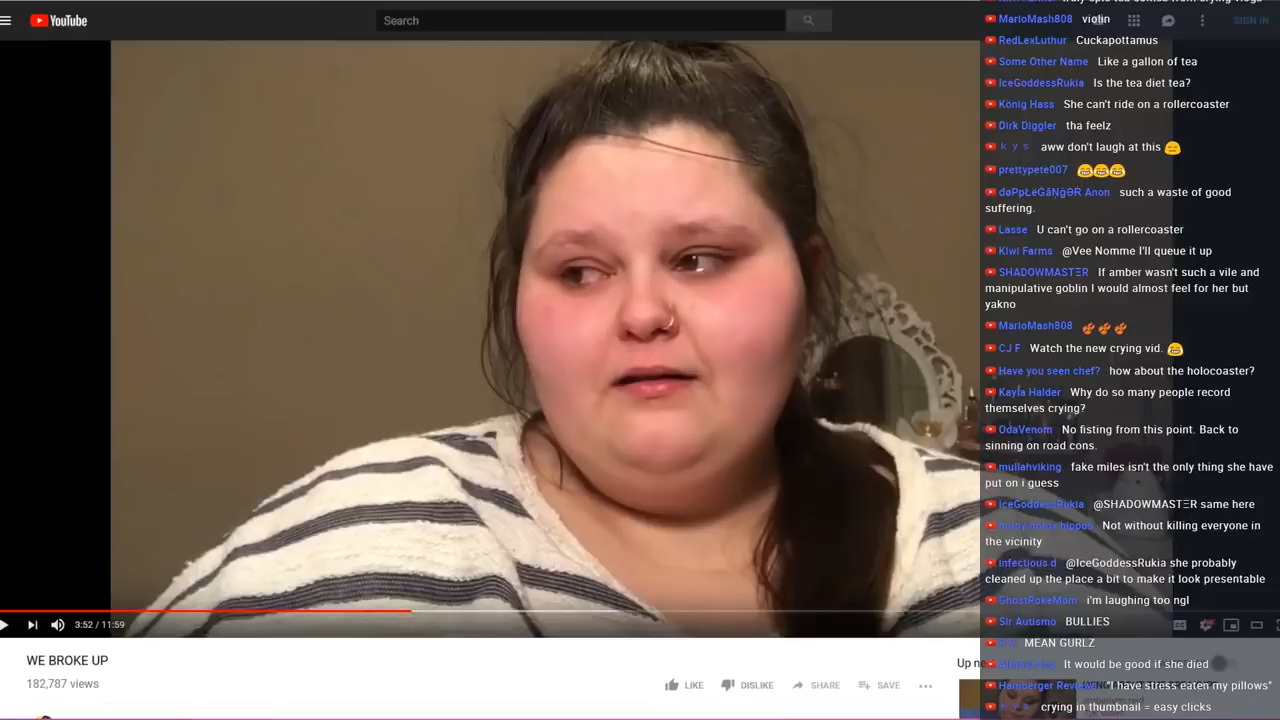 YouTube
Search
SIGN IN
MarioMash808 violin
RedLexLuthur Cuckapottamus
Some Other Name Like a gallon of tea
IceGoddessRukia Is the tea diet tea?
König Hass She can't ride on a rollercoaster
Dirk Diggler tha feelz
k y s aww don't laugh at this 😔
prettypete007 😂😂😂
Anon such a waste of good
suffering.
Lasse U can't go on a rollercoaster
Kiwi Farms @Vee Nomme I'll queue it up
SHADOWMASTΞR If amber wasn't such a vile and
manipulative goblin I would almost feel for her but
yakno
MarioMash808 🎻🎻🎻
CJ F Watch the new crying vid. 😂
Have you seen chef? how about the holocoaster?
Kayla Halder Why do so many people record
themselves crying?
OdaVenom No fisting from this point. Back to
sinning on road cons.
mullahviking fake miles isn't the only thing she have
put on i guess
IceGoddessRukia @SHADOWMASTΞR same here
hippos Not without killing everyone in
the vicinity
infectious d @IceGoddessRukia she probably
cleaned up the place a bit to make it look presentable
GhostPokeMom i'm laughing too ngl
Sir Autismo BULLIES
MEAN GURLZ
It would be good if she died
Hamberger Reviews "I have stress eaten my pillows"
k y s crying in thumbnail = easy clicks
3:52 / 11:59
CC
WE BROKE UP
182,787 views
LIKE DISLIKE SHARE SAVE
Up